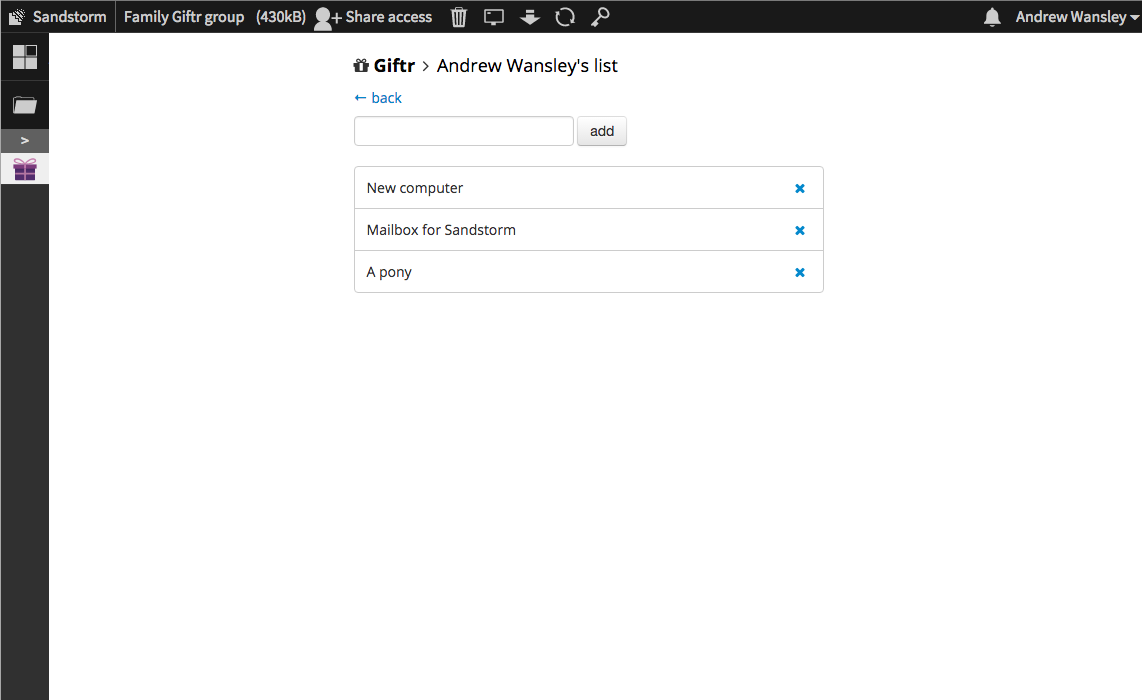 Sandstorm Family Giftr group (430kB) Share access Andrew Wansley
>
Giftr > Andrew Wansley's list
← back
add
New computer
Mailbox for Sandstorm
A pony